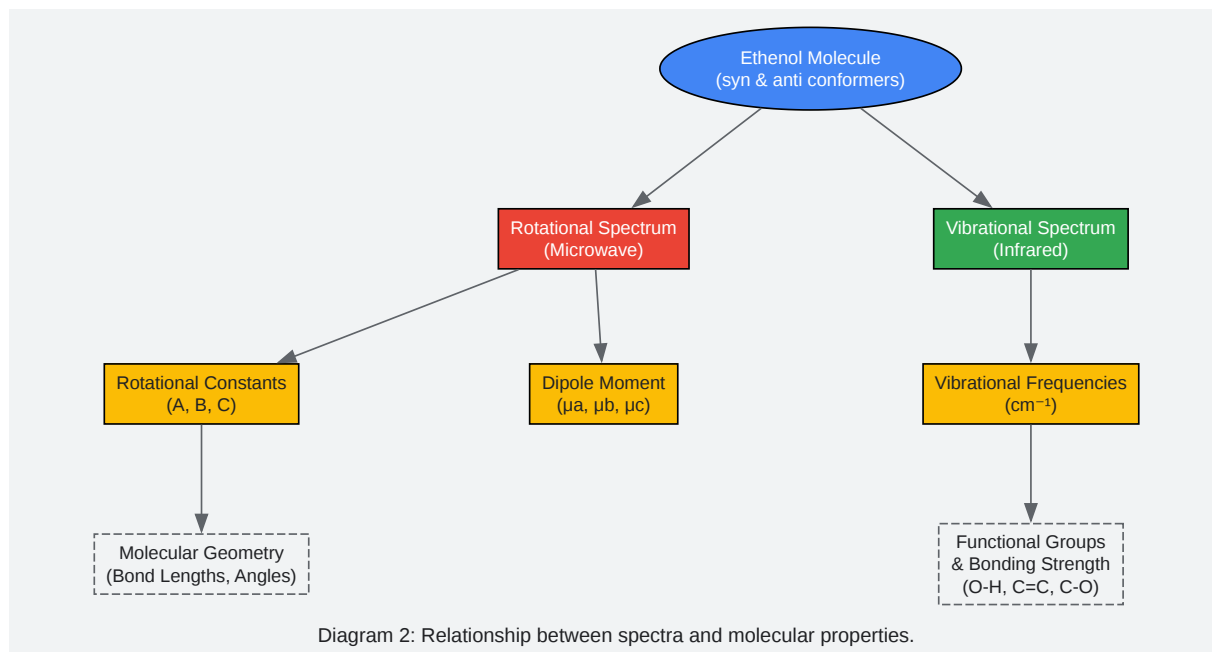 Ethenol Molecule
(syn & anti conformers)
Rotational Spectrum
(Microwave)
Vibrational Spectrum
(Infrared)
Rotational Constants
(A, B, C)
Dipole Moment
(μa, μb, μc)
Vibrational Frequencies
(cm⁻¹)
Molecular Geometry
(Bond Lengths, Angles)
Functional Groups
& Bonding Strength
(O-H, C=C, C-O)
Diagram 2: Relationship between spectra and molecular properties.